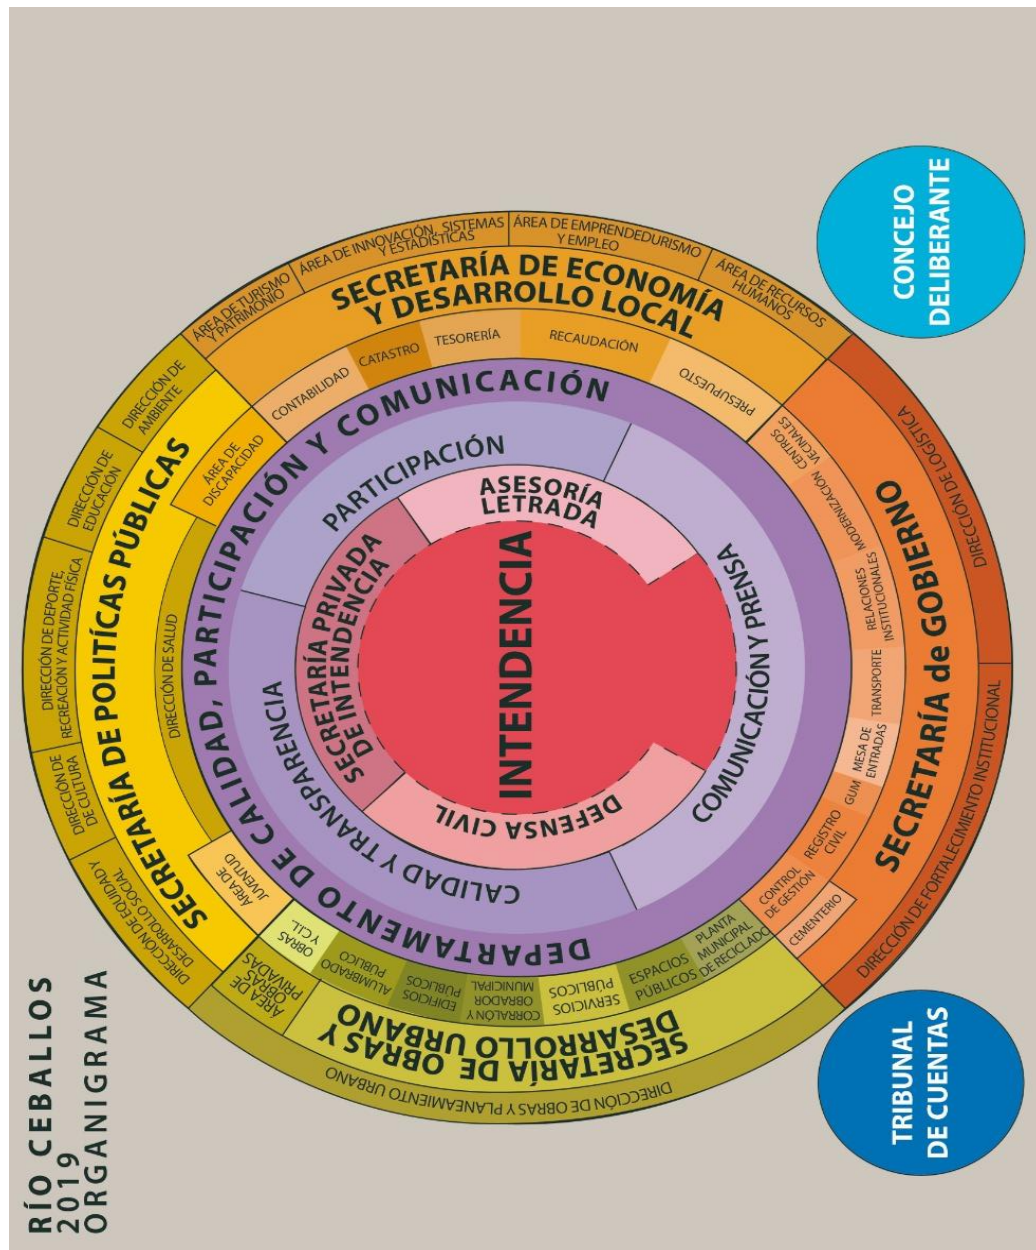 RÍO CEBALLOS
2019
ORGANIGRAMA
INTENDENCIA
SECRETARÍA PRIVADA
DE INTENDENCIA
ASESORÍA
LETRADA
DEFENSA CIVIL
DEPARTAMENTO DE CALIDAD, PARTICIPACIÓN Y COMUNICACIÓN
CALIDAD Y TRANSPARENCIA
PARTICIPACIÓN
COMUNICACIÓN Y PRENSA
SECRETARÍA DE POLITÍCAS PÚBLICAS
ÁREA DE
JUVENTUD
DIRECCIÓN DE SALUD
ÁREA DE
DISCAPACIDAD
DIRECCIÓN DE EQUIDAD Y
DESARROLLO SOCIAL
DIRECCIÓN DE
DE CULTURA
DIRECCIÓN DE DEPORTE,
RECREACIÓN Y ACTIVIDAD FÍSICA
DIRECCIÓN DE
EDUCACIÓN
DIRECCIÓN DE
AMBIENTE
SECRETARÍA DE ECONOMÍA
Y DESARROLLO LOCAL
CONTABILIDAD
CATASTRO
TESORERÍA
RECAUDACIÓN
PRESUPUESTO
ÁREA DE TURISMO
Y PATRIMONIO
ÁREA DE INNOVACIÓN, SISTEMAS
Y ESTADÍSTICAS
ÁREA DE EMPRENDEDURISMO
Y EMPLEO
ÁREA DE RECURSOS
HUMANOS
SECRETARÍA de GOBIERNO
CENTROS
VECINALES
MODERNIZACIÓN
RELACIONES
INSTITUCIONALES
TRANSPORTE
MESA DE
ENTRADAS
GUM
REGISTRO
CIVIL
CONTROL
DE GESTIÓN
CEMENTERIO
DIRECCIÓN DE LOGÍSTICA
DIRECCIÓN DE FORTALECIMIENTO INSTITUCIONAL
SECRETARÍA DE OBRAS Y
DESARROLLO URBANO
ÁREA DE
OBRAS
PRIVADAS
OBRAS
Y C.I.L.
ALUMBRADO
PÚBLICO
EDIFICIOS
PÚBLICOS
CORRALÓN Y
OBRADOR
MUNICIPAL
SERVICIOS
PÚBLICOS
ESPACIOS
PÚBLICOS
PLANTA
MUNICIPAL
DE RECICLADO
DIRECCIÓN DE OBRAS Y PLANEAMIENTO URBANO
CONCEJO
DELIBERANTE
TRIBUNAL
DE CUENTAS